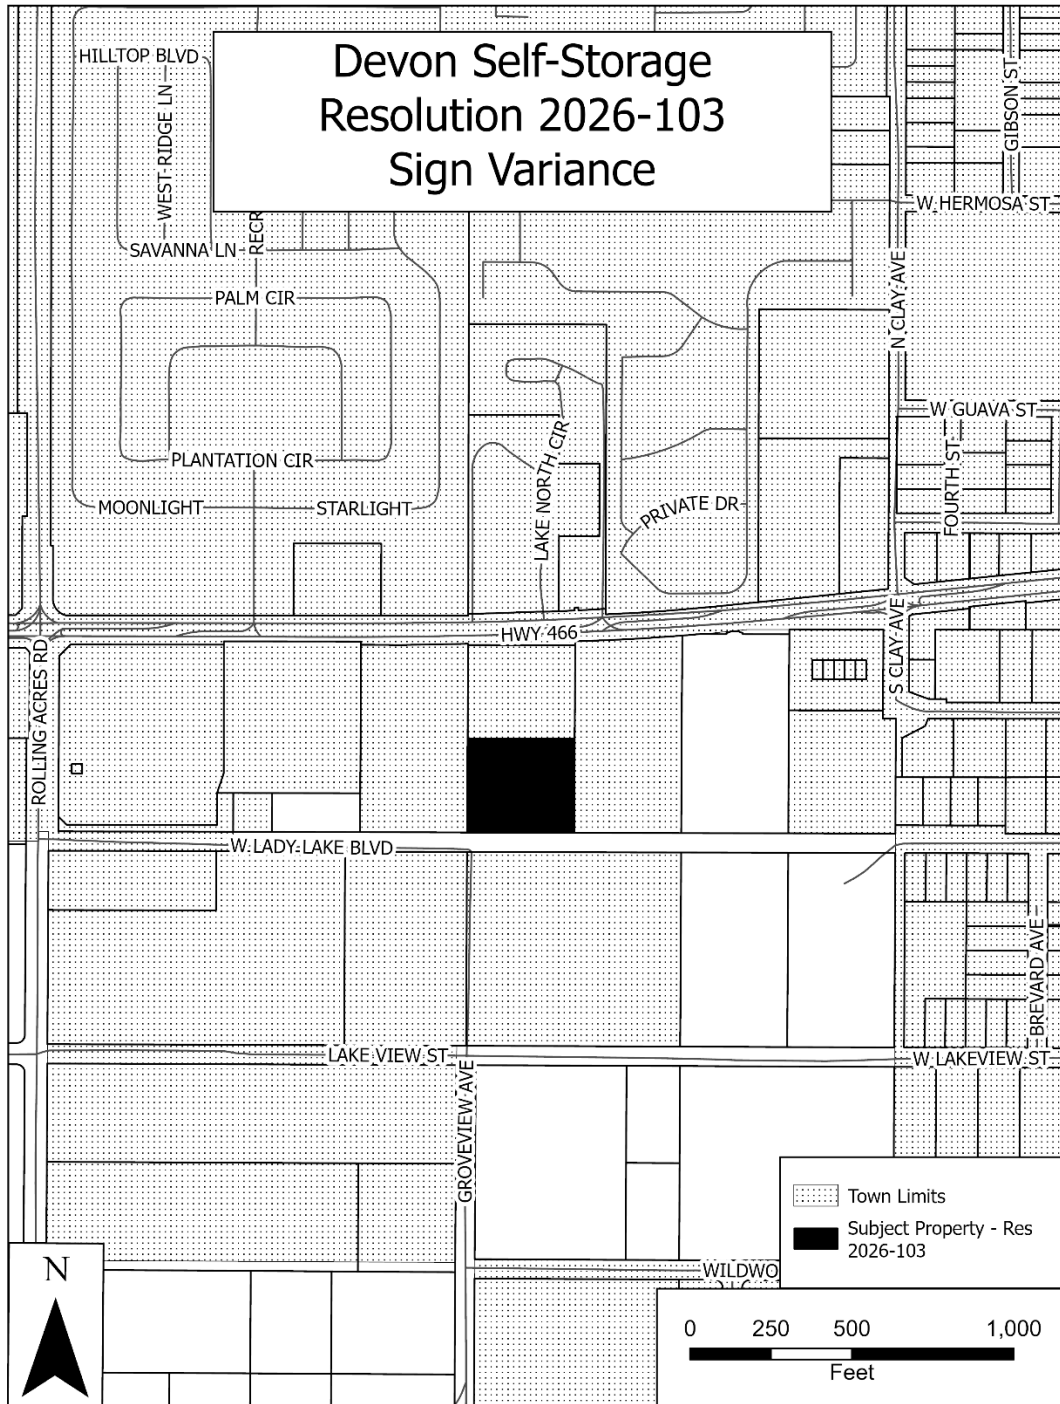 Devon Self-Storage
Resolution 2026-103
Sign Variance
HILLTOP BLVD
WEST RIDGE LN
GIBSON ST
W HERMOSA ST
SAVANNA LN
RECR
N CLAY AVE
PALM CIR
W GUAVA ST
FOURTH ST
LAKE NORTH CIR
PLANTATION CIR
MOONLIGHT
STARLIGHT
PRIVATE DR
HWY 466
S CLAY AVE
ROLLING ACRES RD
W LADY LAKE BLVD
BREVARD AVE
LAKE VIEW ST
W LAKEVIEW ST
GROVEVIEW AVE
Town Limits
Subject Property - Res
2026-103
WILDWO
N
0 250 500 1,000
Feet